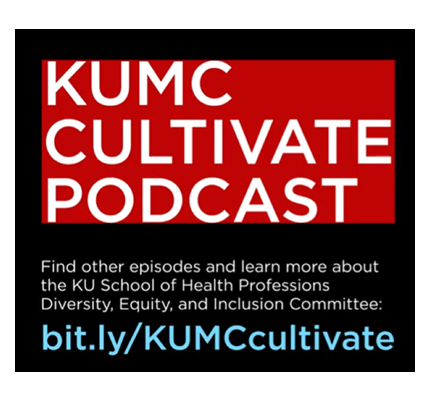 KUMC
CULTIVATE
PODCAST
Find other episodes and learn more about
the KU School of Health Professions
Diversity, Equity, and Inclusion Committee:
bit.ly/KUMCcultivate